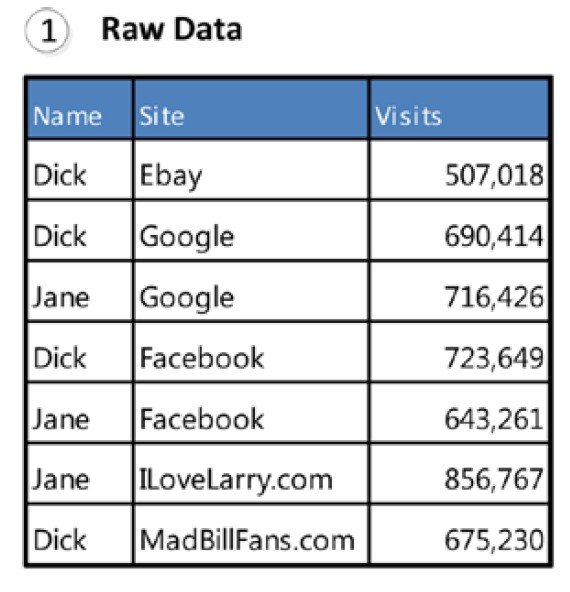 1 Raw Data
Name Site Visits
Dick Ebay 507,018
Dick Google 690,414
Jane Google 716,426
Dick Facebook 723,649
Jane Facebook 643,261
Jane ILoveLarry.com 856,767
Dick MadBillFans.com 675,230